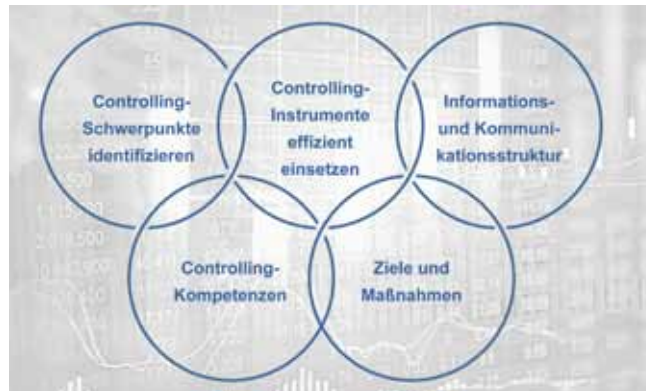 Controlling-
Schwerpunkte
identifizieren
Controlling-
Instrumente
effizient
einsetzen
Informations-
und Kommuni-
kationsstruktur
Controlling-
Kompetenzen
Ziele und
Maßnahmen